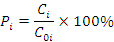 P_i = C_i / C_{0i} × 100%